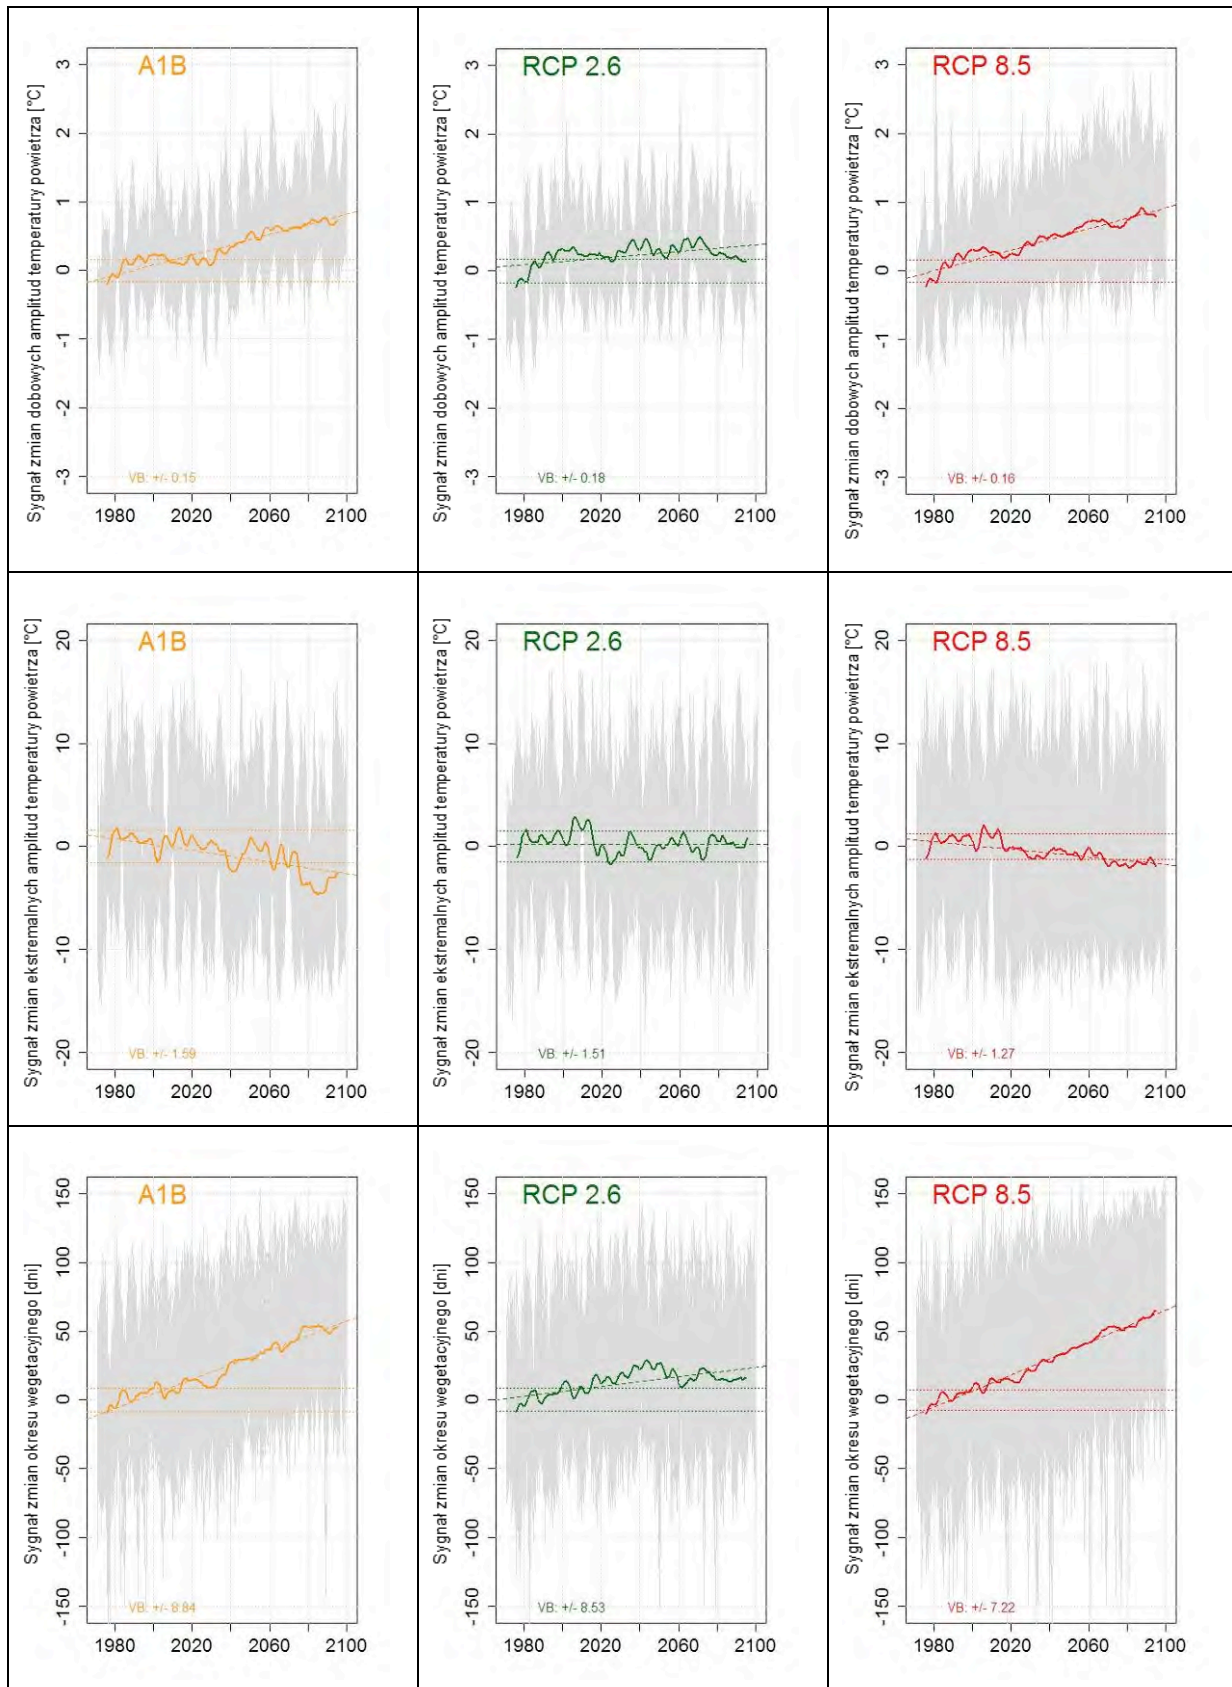 Sygnał zmian dobowych amplitud temperatury powietrza [°C]
A1B
3
2
1
0
-1
-2
-3
VB: +/- 0.15
1980 2020 2060 2100
Sygnał zmian dobowych amplitud temperatury powietrza [°C]
RCP 2.6
3
2
1
0
-1
-2
-3
VB: +/- 0.18
1980 2020 2060 2100
Sygnał zmian dobowych amplitud temperatury powietrza [°C]
RCP 8.5
3
2
1
0
-1
-2
-3
VB: +/- 0.16
1980 2020 2060 2100
Sygnał zmian ekstremalnych amplitud temperatury powietrza [°C]
A1B
20
10
0
-10
-20
VB: +/- 1.59
1980 2020 2060 2100
Sygnał zmian ekstremalnych amplitud temperatury powietrza [°C]
RCP 2.6
20
10
0
-10
-20
VB: +/- 1.51
1980 2020 2060 2100
Sygnał zmian ekstremalnych amplitud temperatury powietrza [°C]
RCP 8.5
20
10
0
-10
-20
VB: +/- 1.27
1980 2020 2060 2100
Sygnał zmian okresu wegetacyjnego [dni]
A1B
150
100
50
0
-50
-100
-150
VB: +/- 8.84
1980 2020 2060 2100
Sygnał zmian okresu wegetacyjnego [dni]
RCP 2.6
150
100
50
0
-50
-100
-150
VB: +/- 8.53
1980 2020 2060 2100
Sygnał zmian okresu wegetacyjnego [dni]
RCP 8.5
150
100
50
0
-50
-100
-150
VB: +/- 7.22
1980 2020 2060 2100